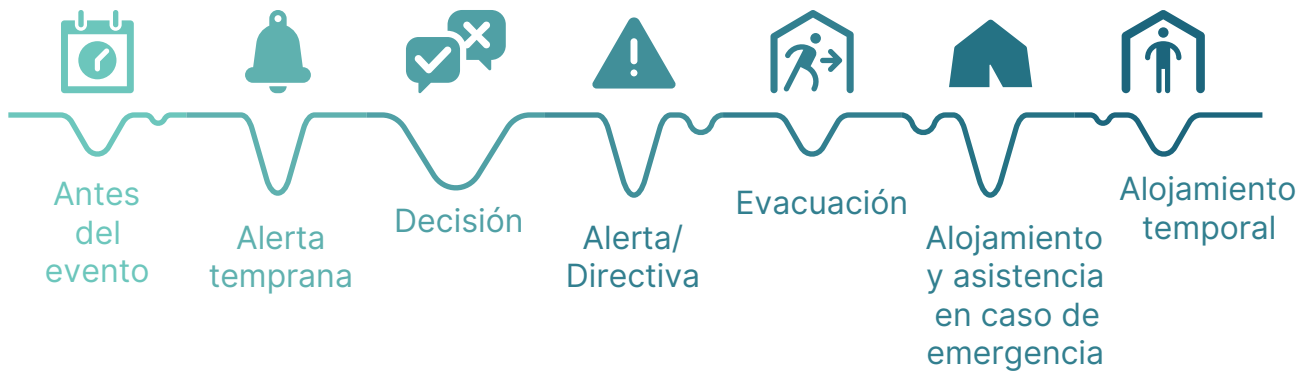 Antes
del
evento
Alerta
temprana
Decisión
Alerta/
Directiva
Evacuación
Alojamiento
y asistencia
en caso de
emergencia
Alojamiento
temporal